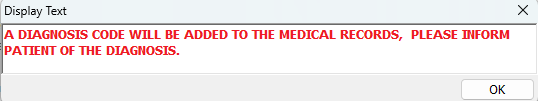 Display Text
A DIAGNOSIS CODE WILL BE ADDED TO THE MEDICAL RECORDS,  PLEASE INFORM
PATIENT OF THE DIAGNOSIS.
OK